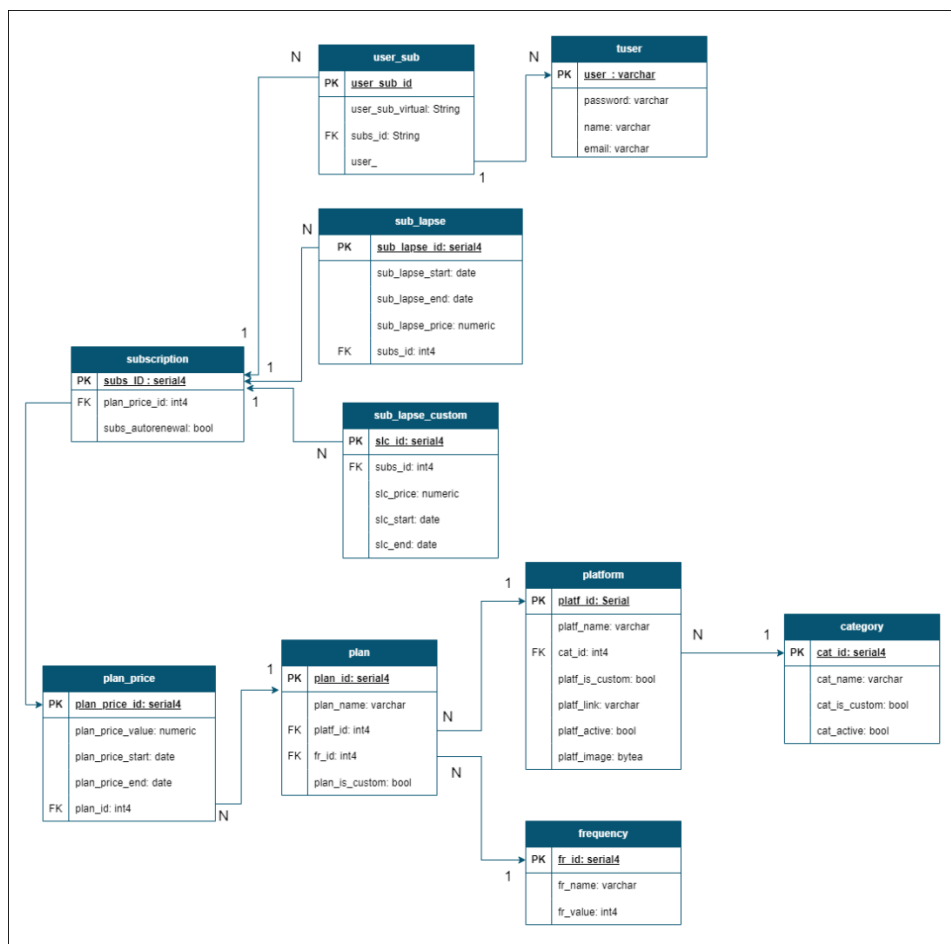 N
user_sub
PK user_sub_id
user_sub_virtual: String
FK subs_id: String
user_
1
N
tuser
PK user_: varchar
password: varchar
name: varchar
email: varchar
N
sub_lapse
PK sub_lapse_id: serial4
sub_lapse_start: date
sub_lapse_end: date
sub_lapse_price: numeric
FK subs_id: int4
1
1
1
subscription
PK subs_ID : serial4
FK plan_price_id: int4
subs_autorenewal: bool
N
sub_lapse_custom
PK slc_id: serial4
FK subs_id: int4
slc_price: numeric
slc_start: date
slc_end: date
1
platform
PK platf_id: Serial
platf_name: varchar
FK cat_id: int4
platf_is_custom: bool
platf_link: varchar
platf_active: bool
platf_image: bytea
N
1
category
PK cat_id: serial4
cat_name: varchar
cat_is_custom: bool
cat_active: bool
plan_price
PK plan_price_id: serial4
plan_price_value: numeric
plan_price_start: date
plan_price_end: date
FK plan_id: int4
N
1
plan
PK plan_id: serial4
plan_name: varchar
FK platf_id: int4
FK fr_id: int4
plan_is_custom: bool
N
N
1
frequency
PK fr_id: serial4
fr_name: varchar
fr_value: int4